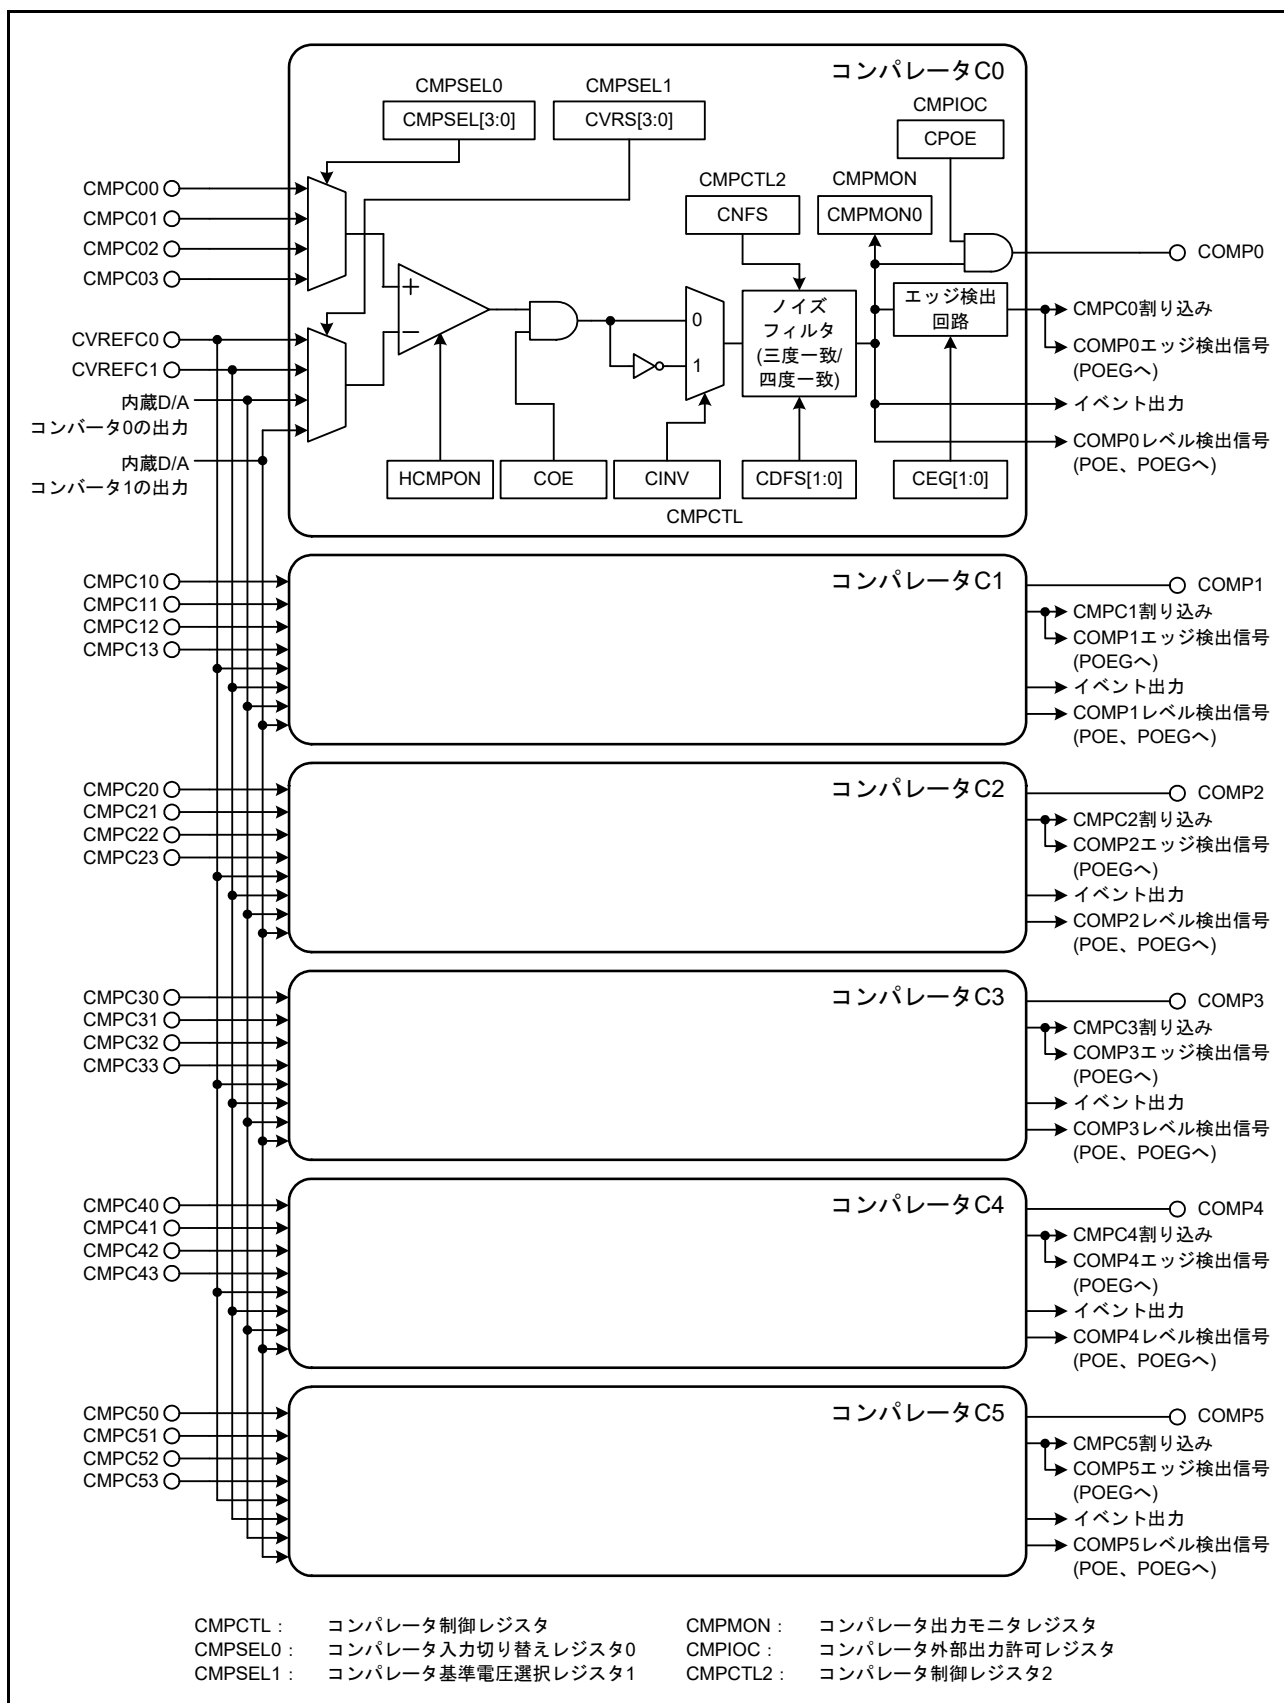 コンパレータC0
CMPSEL0
CMPSEL[3:0]
CMPSEL1
CVRS[3:0]
CMPIOC
CPOE
CMPC00
CMPC01
CMPC02
CMPC03
CMPCTL2
CNFS
CMPMON
CMPMON0
COMP0
CVREFC0
CVREFC1
内蔵D/A
コンバータ0の出力
内蔵D/A
コンバータ1の出力
+
−
0
1
ノイズ
フィルタ
(三度一致/
四度一致)
エッジ検出
回路
CMPC0割り込み
COMP0エッジ検出信号
(POEGへ)
イベント出力
COMP0レベル検出信号
(POE、POEGへ)
HCMPON
COE
CINV
CDFS[1:0]
CEG[1:0]
CMPCTL
コンパレータC1
CMPC10
CMPC11
CMPC12
CMPC13
COMP1
CMPC1割り込み
COMP1エッジ検出信号
(POEGへ)
イベント出力
COMP1レベル検出信号
(POE、POEGへ)
コンパレータC2
CMPC20
CMPC21
CMPC22
CMPC23
COMP2
CMPC2割り込み
COMP2エッジ検出信号
(POEGへ)
イベント出力
COMP2レベル検出信号
(POE、POEGへ)
コンパレータC3
CMPC30
CMPC31
CMPC32
CMPC33
COMP3
CMPC3割り込み
COMP3エッジ検出信号
(POEGへ)
イベント出力
COMP3レベル検出信号
(POE、POEGへ)
コンパレータC4
CMPC40
CMPC41
CMPC42
CMPC43
COMP4
CMPC4割り込み
COMP4エッジ検出信号
(POEGへ)
イベント出力
COMP4レベル検出信号
(POE、POEGへ)
コンパレータC5
CMPC50
CMPC51
CMPC52
CMPC53
COMP5
CMPC5割り込み
COMP5エッジ検出信号
(POEGへ)
イベント出力
COMP5レベル検出信号
(POE、POEGへ)
CMPCTL： コンパレータ制御レジスタ
CMPSEL0： コンパレータ入力切り替えレジスタ0
CMPSEL1： コンパレータ基準電圧選択レジスタ1
CMPMON： コンパレータ出力モニタレジスタ
CMPIOC： コンパレータ外部出力許可レジスタ
CMPCTL2： コンパレータ制御レジスタ2